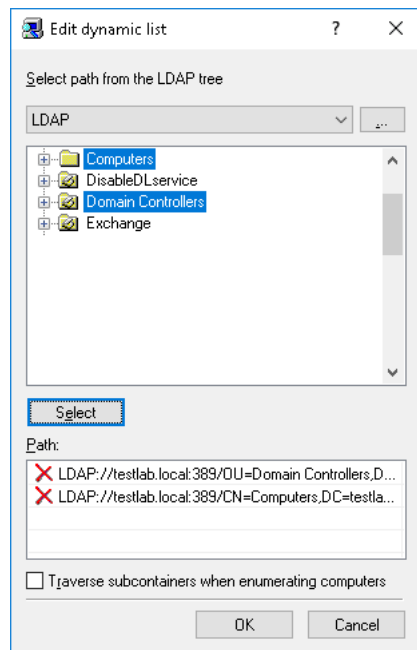 Edit dynamic list
Select path from the LDAP tree
LDAP
...
Computers
DisableDLservice
Domain Controllers
Exchange
Select
Path:
LDAP://testlab.local:389/OU=Domain Controllers,D...
LDAP://testlab.local:389/CN=Computers,DC=testla...
Traverse subcontainers when enumerating computers
OK Cancel